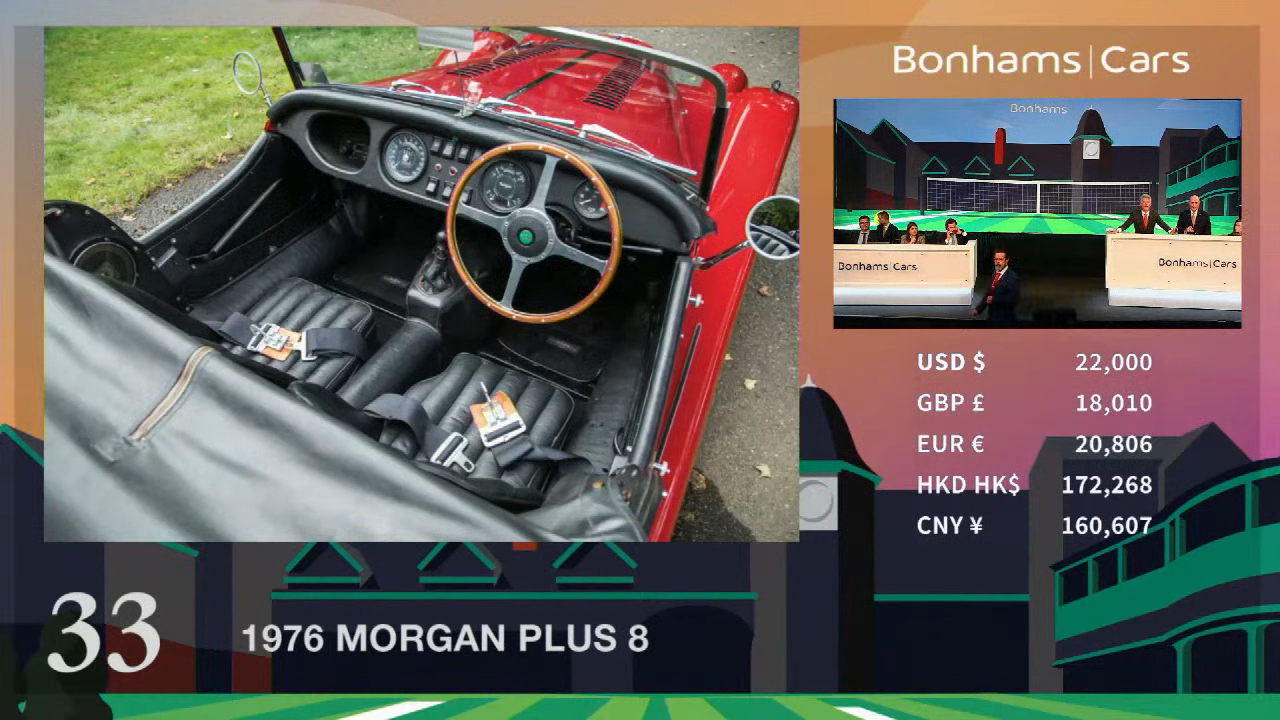 Bonhams|Cars
Bonhams
Bonhams|Cars
Bonhams|Cars
USD $ 22,000
GBP £ 18,010
EUR € 20,806
HKD HK$ 172,268
CNY ¥ 160,607
33
1976 MORGAN PLUS 8